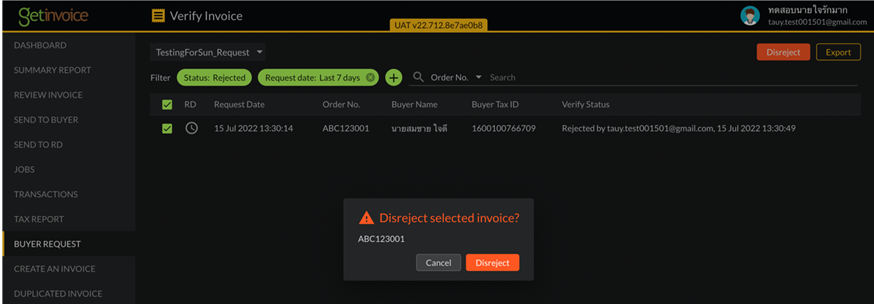 Getinvoice
Verify Invoice
UAT v22.712.8e7ae0b8
ทดสอบนายใจรักมาก
tauy.test001501@gmail.com
DASHBOARD
SUMMARY REPORT
REVIEW INVOICE
SEND TO BUYER
SEND TO RD
JOBS
TRANSACTIONS
TAX REPORT
BUYER REQUEST
CREATE AN INVOICE
DUPLICATED INVOICE
TestingForSun_Request
Disreject
Export
Filter
Status: Rejected
Request date: Last 7 days
Order No.
Search
RD Request Date Order No. Buyer Name Buyer Tax ID Verify Status
15 Jul 2022 13:30:14 ABC123001 นายสมชาย ใจดี 1600100766709 Rejected by tauy.test001501@gmail.com, 15 Jul 2022 13:30:49
Disreject selected invoice?
ABC123001
Cancel
Disreject